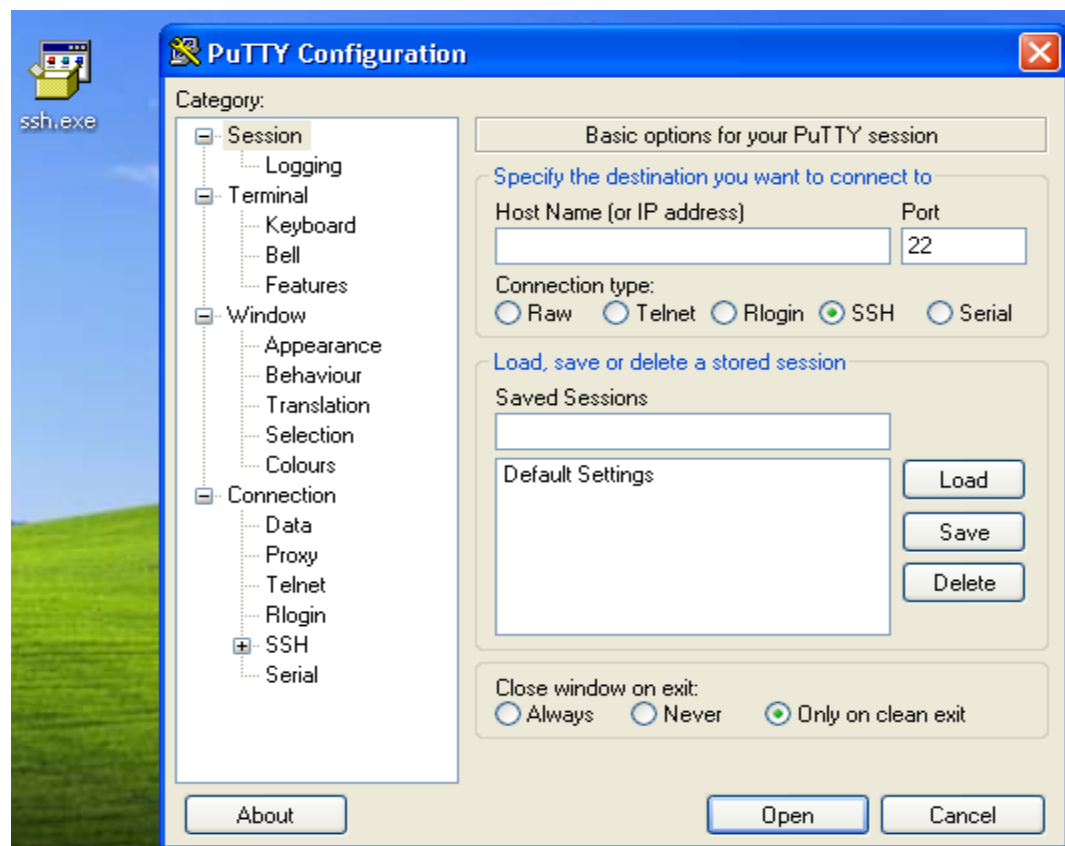 ssh.exe
PuTTY Configuration
Category:
Session
Logging
Terminal
Keyboard
Bell
Features
Window
Appearance
Behaviour
Translation
Selection
Colours
Connection
Data
Proxy
Telnet
Rlogin
SSH
Serial
Basic options for your PuTTY session
Specify the destination you want to connect to
Host Name (or IP address) Port
22
Connection type:
Raw Telnet Rlogin SSH Serial
Load, save or delete a stored session
Saved Sessions
Default Settings
Load
Save
Delete
Close window on exit:
Always Never Only on clean exit
About Open Cancel